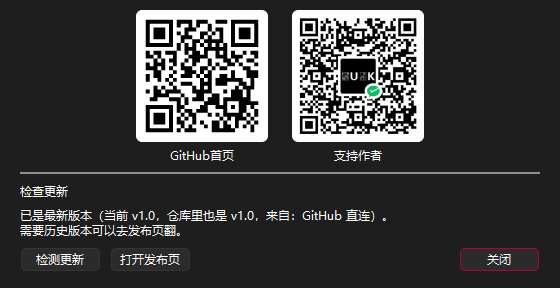 GitHub首页
支持作者
检查更新
已是最新版本（当前 v1.0，仓库里也是 v1.0，来自：GitHub 直连）。
需要历史版本可以去发布页翻。
检测更新
打开发布页
关闭